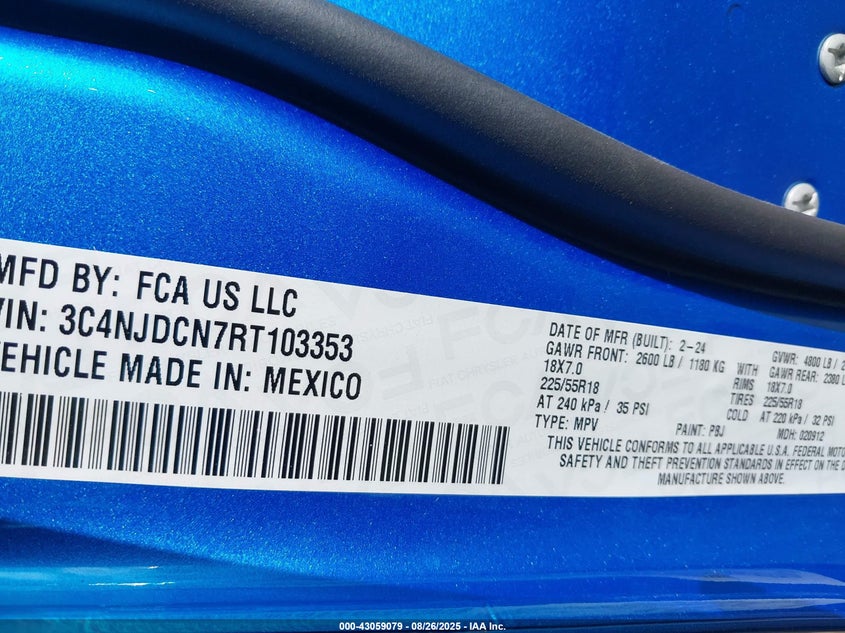 MFD BY: FCA US LLC
VIN: 3C4NJDCN7RT103353
VEHICLE MADE IN: MEXICO
DATE OF MFR (BUILT): 2-24
GVWR: 4800 LB /
GAWR FRONT: 2600 LB / 1180 KG WITH GAWR REAR: 2380 LB
18X7.0 RIMS 18X7.0
225/55R18 TIRES 225/55R18
AT 240 kPa / 35 PSI COLD AT 220 kPa / 32 PSI
TYPE: MPV PAINT: PBJ MDH: 020912
THIS VEHICLE CONFORMS TO ALL APPLICABLE U.S.A. FEDERAL MOTO
SAFETY AND THEFT PREVENTION STANDARDS IN EFFECT ON THE D
MANUFACTURE SHOWN ABOVE.
000-43059079 - 08/26/2025 - IAA Inc.